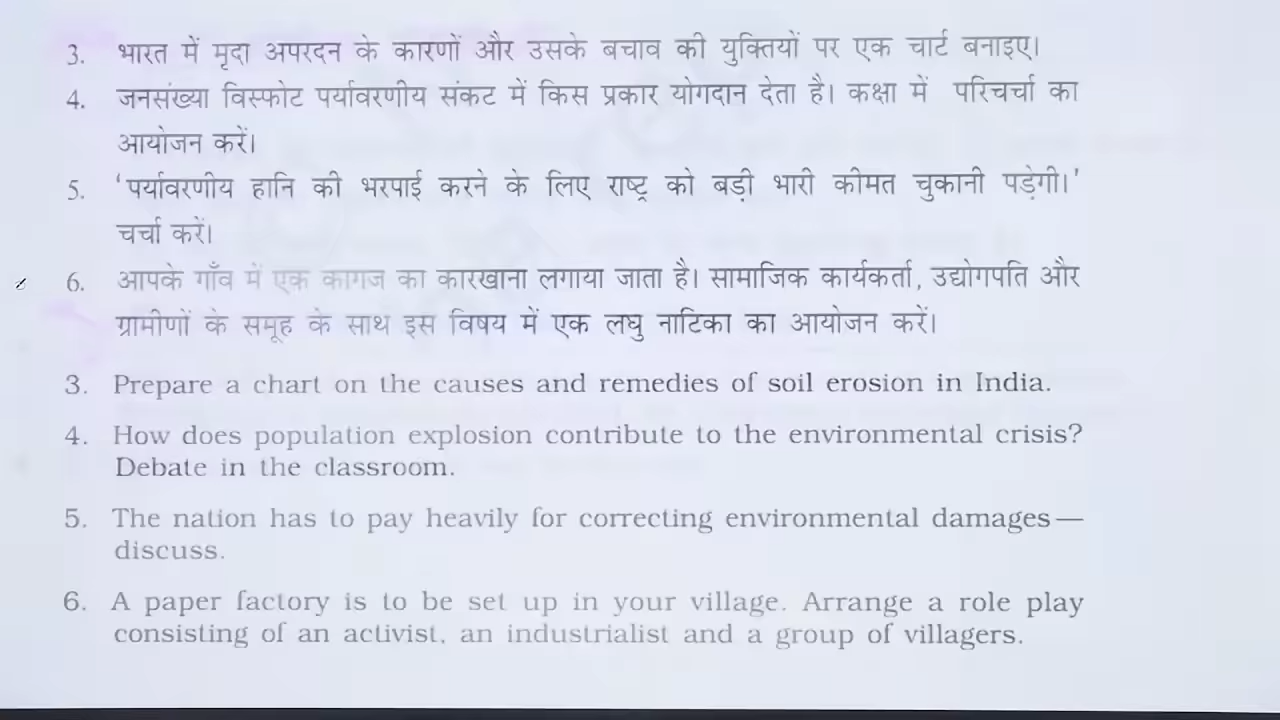 3. भारत में मृदा अपरदन के कारणों और उसके बचाव की युक्तियों पर एक चार्ट बनाइए।
4. जनसंख्या विस्फोट पर्यावरणीय संकट में किस प्रकार योगदान देता है। कक्षा में परिचर्चा का
आयोजन करें।
5. 'पर्यावरणीय हानि की भरपाई करने के लिए राष्ट्र को बड़ी भारी कीमत चुकानी पड़ेगी।'
चर्चा करें।
6. आपके गाँव में एक कागज का कारखाना लगाया जाता है। सामाजिक कार्यकर्ता, उद्योगपति और
ग्रामीणों के समूह के साथ इस विषय में एक लघु नाटिका का आयोजन करें।
3. Prepare a chart on the causes and remedies of soil erosion in India.
4. How does population explosion contribute to the environmental crisis?
Debate in the classroom.
5. The nation has to pay heavily for correcting environmental damages—
discuss.
6. A paper factory is to be set up in your village. Arrange a role play
consisting of an activist, an industrialist and a group of villagers.